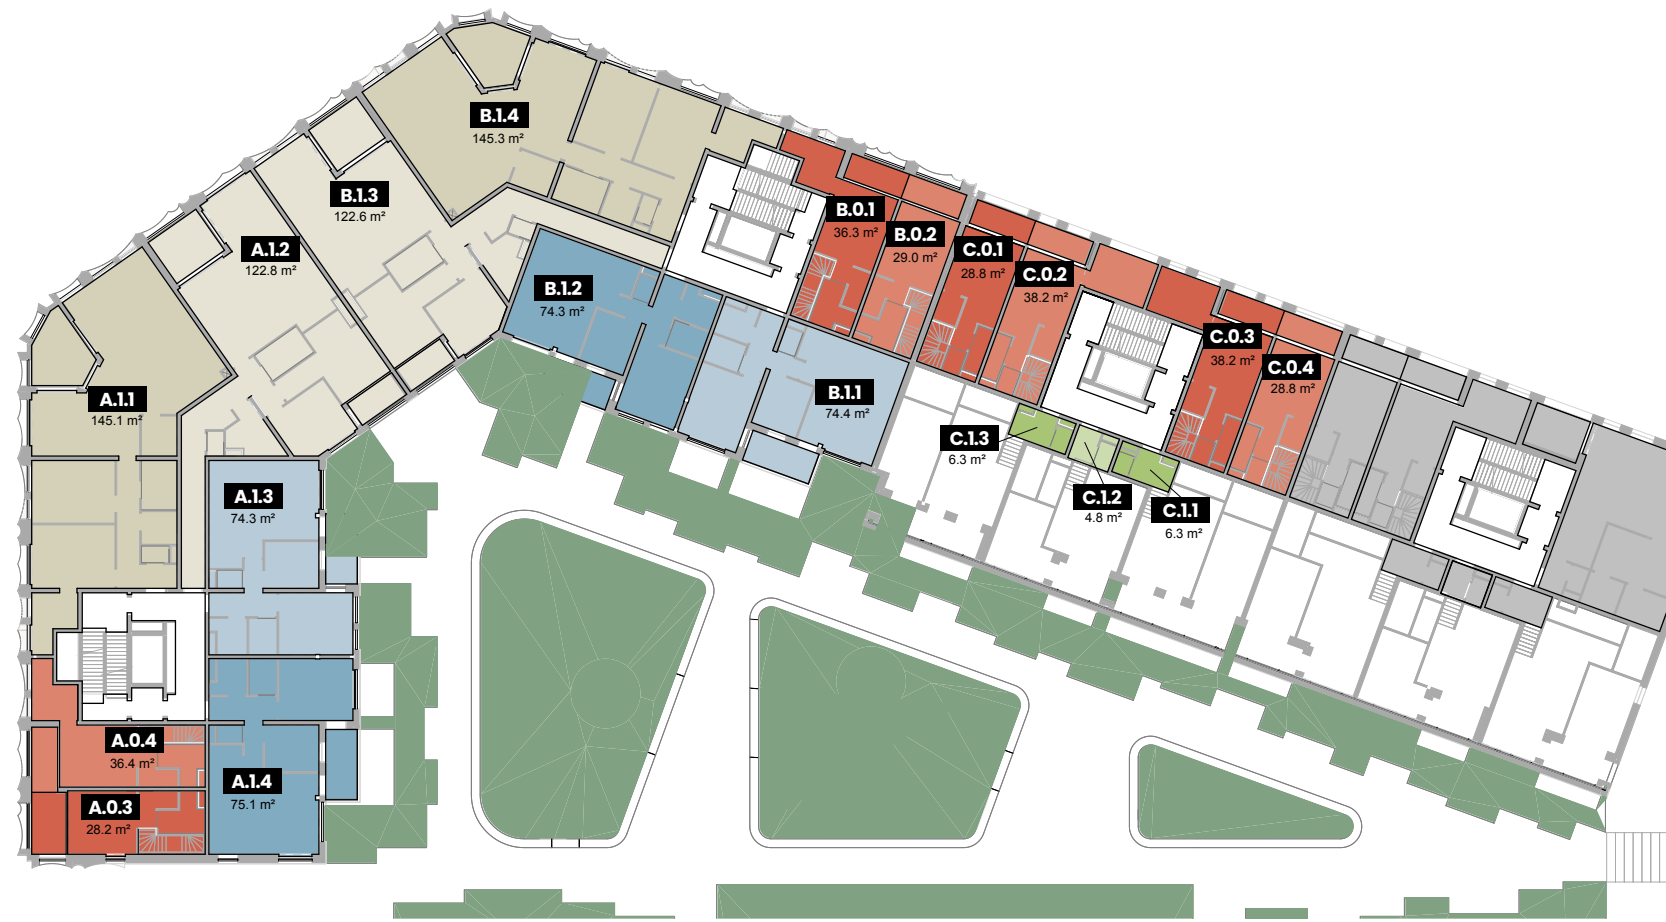 B.1.4
145.3 m²
B.1.3
122.6 m²
A.1.2
122.8 m²
B.0.1
36.3 m²
B.0.2
29.0 m²
C.0.1
28.8 m²
C.0.2
38.2 m²
B.1.2
74.3 m²
C.0.3
38.2 m²
C.0.4
28.8 m²
A.1.1
145.1 m²
B.1.1
74.4 m²
C.1.3
6.3 m²
C.1.2
4.8 m²
C.1.1
6.3 m²
A.1.3
74.3 m²
A.0.4
36.4 m²
A.1.4
75.1 m²
A.0.3
28.2 m²